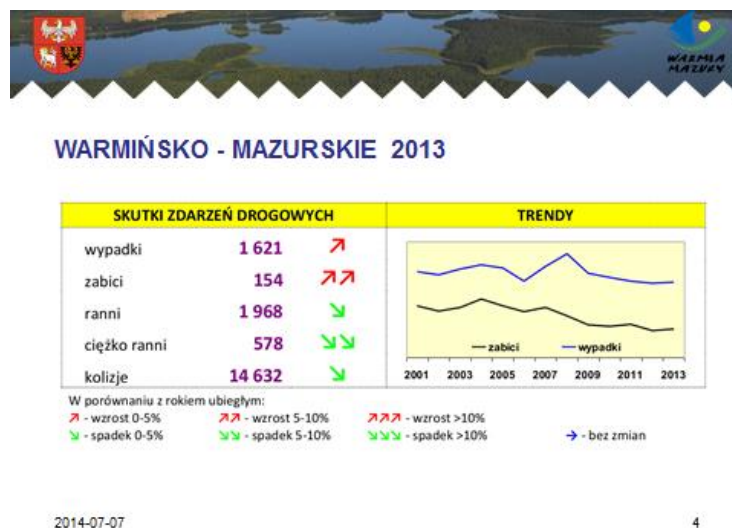 WARMIA
MAZURY
WARMIŃSKO - MAZURSKIE 2013
SKUTKI ZDARZEŃ DROGOWYCH
TRENDY
wypadki 1 621
zabici 154
ranni 1 968
ciężko ranni 578
kolizje 14 632
zabici wypadki
2001 2003 2005 2007 2009 2011 2013
W porównaniu z rokiem ubiegłym:
↗ - wzrost 0-5% ↗↗ - wzrost 5-10% ↗↗↗ - wzrost >10%
↘ - spadek 0-5% ↘↘ - spadek 5-10% ↘↘↘ - spadek >10% → - bez zmian
2014-07-07 4